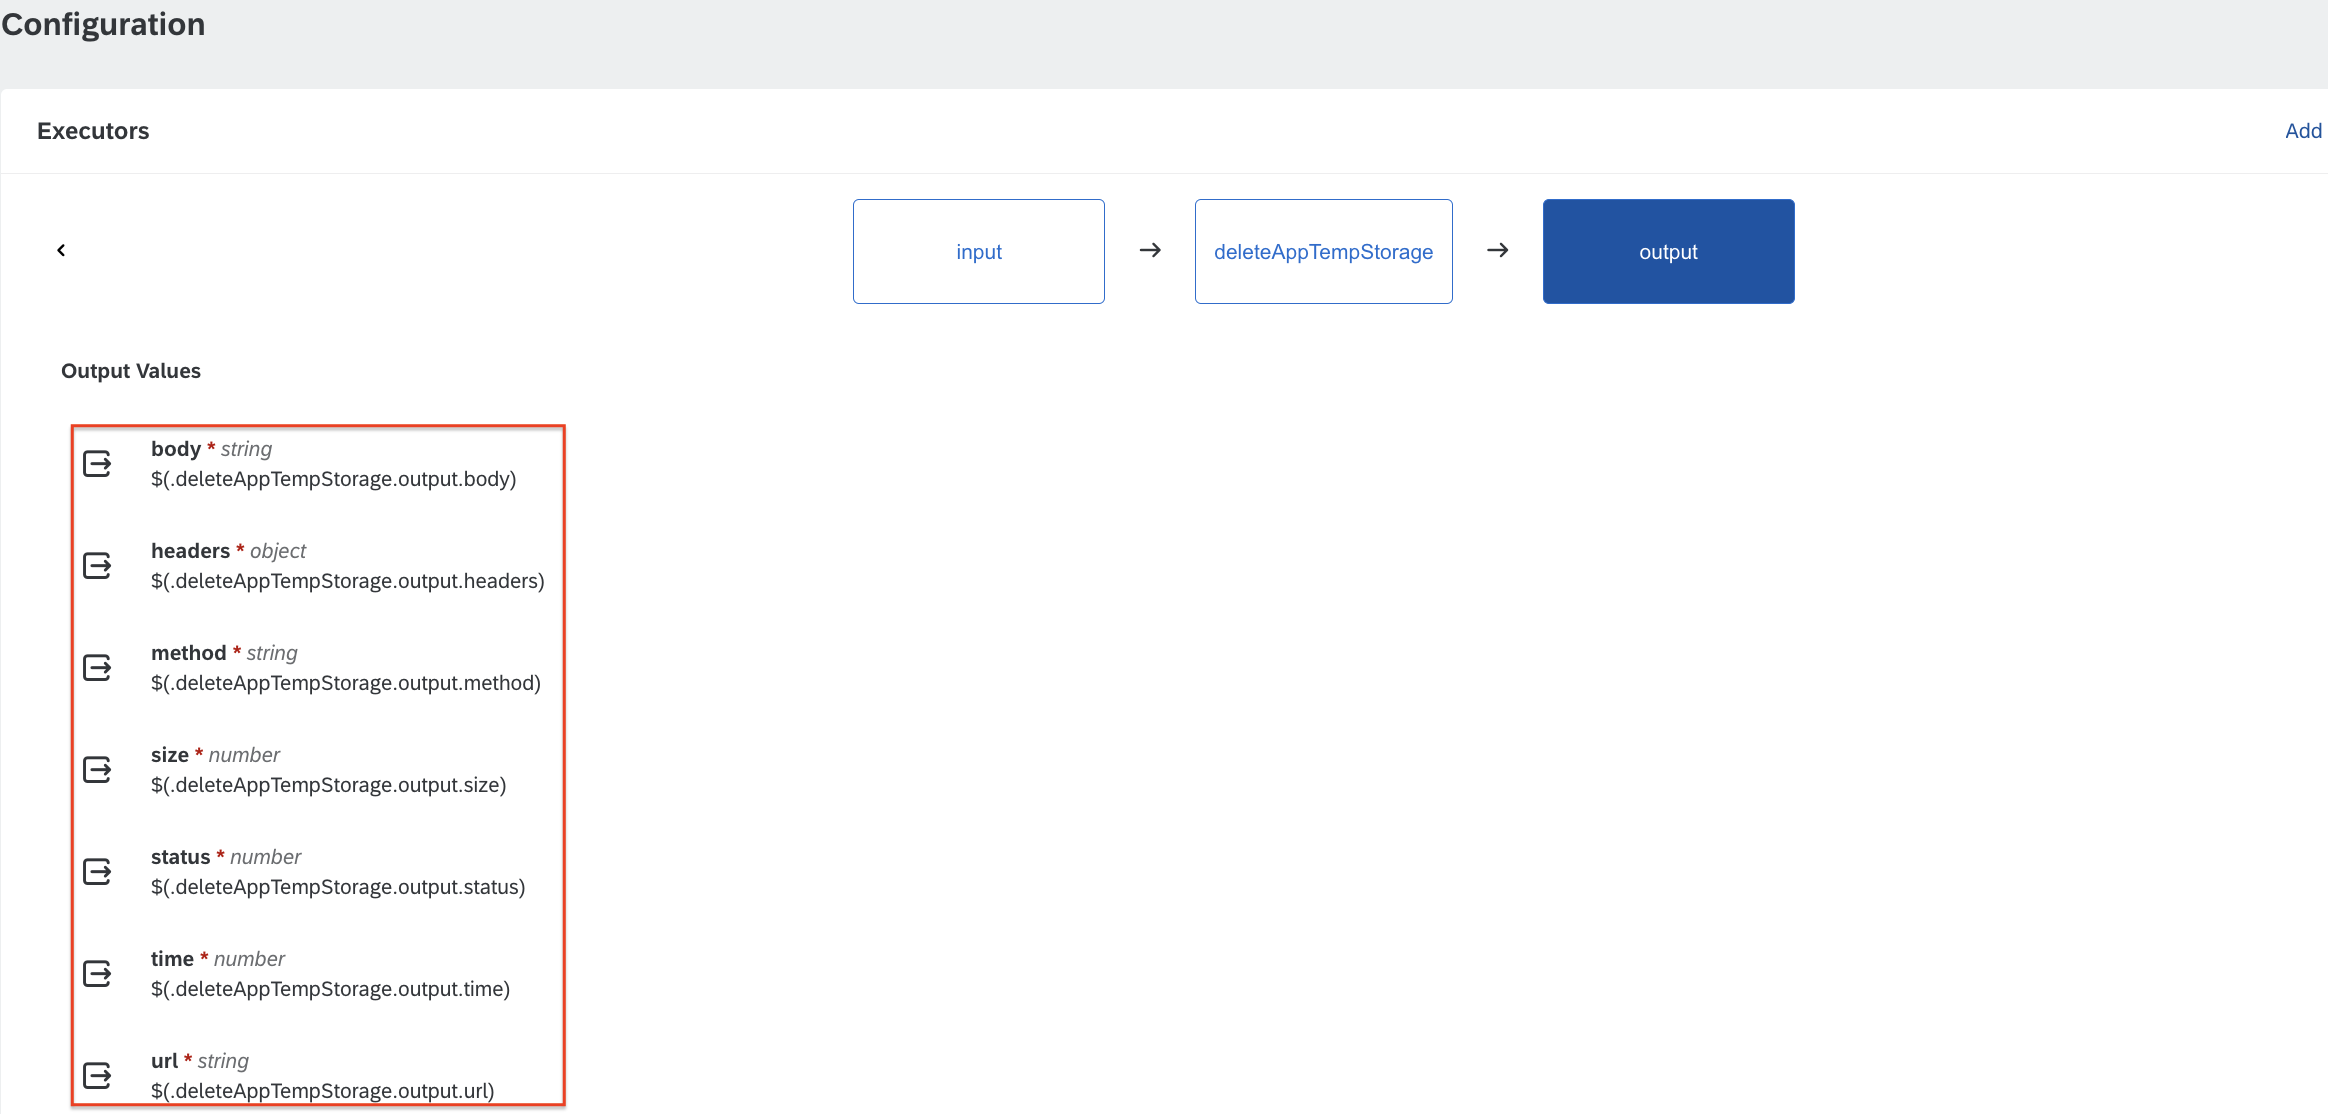 Configuration
Executors
Add
input
deleteAppTempStorage
output
Output Values
body * string
$(.deleteAppTempStorage.output.body)
headers * object
$(.deleteAppTempStorage.output.headers)
method * string
$(.deleteAppTempStorage.output.method)
size * number
$(.deleteAppTempStorage.output.size)
status * number
$(.deleteAppTempStorage.output.status)
time * number
$(.deleteAppTempStorage.output.time)
url * string
$(.deleteAppTempStorage.output.url)